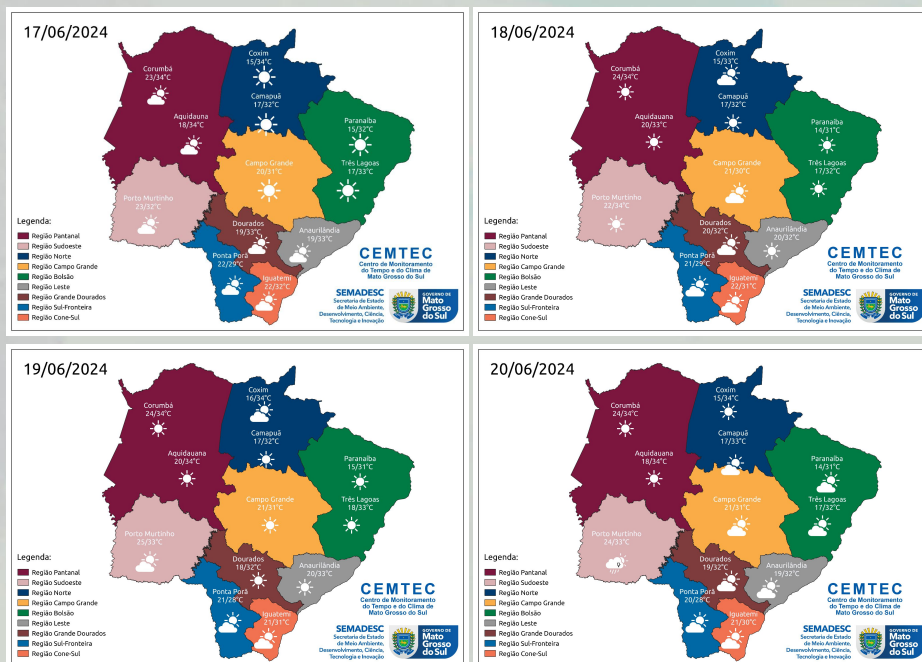 17/06/2024
Coxim
15/34°C
Corumbá
23/34°C
Camapuã
17/32°C
Aquidauana
18/34°C
Paranaíba
15/32°C
Campo Grande
20/31°C
Três Lagoas
17/33°C
Porto Murtinho
23/32°C
Dourados
19/33°C
Anaurilândia
19/33°C
Ponta Porã
22/29°C
Iguatemi
22/32°C
Legenda:
Região Pantanal
Região Sudoeste
Região Norte
Região Campo Grande
Região Bolsão
Região Leste
Região Grande Dourados
Região Sul-Fronteira
Região Cone-Sul
CEMTEC
Centro de Monitoramento
do Tempo e do Clima de
Mato Grosso do Sul
SEMADESC
Secretaria de Estado
de Meio Ambiente,
Desenvolvimento, Ciência,
Tecnologia e Inovação
GOVERNO DE
Mato
Grosso
do Sul
18/06/2024
Coxim
15/33°C
Corumbá
24/34°C
Camapuã
17/32°C
Aquidauana
20/33°C
Paranaíba
14/31°C
Campo Grande
21/30°C
Três Lagoas
17/32°C
Porto Murtinho
22/34°C
Dourados
20/32°C
Anaurilândia
20/32°C
Ponta Porã
21/29°C
Iguatemi
22/31°C
Legenda:
Região Pantanal
Região Sudoeste
Região Norte
Região Campo Grande
Região Bolsão
Região Leste
Região Grande Dourados
Região Sul-Fronteira
Região Cone-Sul
CEMTEC
Centro de Monitoramento
do Tempo e do Clima de
Mato Grosso do Sul
SEMADESC
Secretaria de Estado
de Meio Ambiente,
Desenvolvimento, Ciência,
Tecnologia e Inovação
GOVERNO DE
Mato
Grosso
do Sul
19/06/2024
Coxim
16/34°C
Corumbá
24/34°C
Camapuã
17/32°C
Aquidauana
20/34°C
Paranaíba
15/31°C
Campo Grande
21/31°C
Três Lagoas
18/33°C
Porto Murtinho
25/33°C
Dourados
18/32°C
Anaurilândia
20/33°C
Ponta Porã
21/28°C
Iguatemi
21/31°C
Legenda:
Região Pantanal
Região Sudoeste
Região Norte
Região Campo Grande
Região Bolsão
Região Leste
Região Grande Dourados
Região Sul-Fronteira
Região Cone-Sul
CEMTEC
Centro de Monitoramento
do Tempo e do Clima de
Mato Grosso do Sul
SEMADESC
Secretaria de Estado
de Meio Ambiente,
Desenvolvimento, Ciência,
Tecnologia e Inovação
GOVERNO DE
Mato
Grosso
do Sul
20/06/2024
Coxim
15/34°C
Corumbá
24/34°C
Camapuã
17/33°C
Aquidauana
18/34°C
Paranaíba
14/31°C
Campo Grande
21/31°C
Três Lagoas
17/32°C
Porto Murtinho
24/33°C
Dourados
19/32°C
Anaurilândia
19/32°C
Ponta Porã
20/28°C
Iguatemi
21/30°C
Legenda:
Região Pantanal
Região Sudoeste
Região Norte
Região Campo Grande
Região Bolsão
Região Leste
Região Grande Dourados
Região Sul-Fronteira
Região Cone-Sul
CEMTEC
Centro de Monitoramento
do Tempo e do Clima de
Mato Grosso do Sul
SEMADESC
Secretaria de Estado
de Meio Ambiente,
Desenvolvimento, Ciência,
Tecnologia e Inovação
GOVERNO DE
Mato
Grosso
do Sul